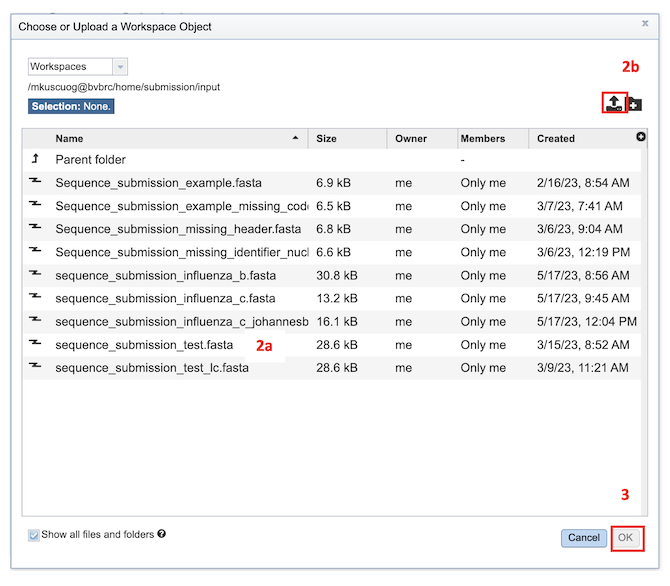 Choose or Upload a Workspace Object
x
Workspaces
2b
/mkuscuog@bvbrc/home/submission/input
Selection: None.
Name Size Owner Members Created
Parent folder -
Sequence_submission_example.fasta 6.9 kB me Only me 2/16/23, 8:54 AM
Sequence_submission_example_missing_code 6.5 kB me Only me 3/7/23, 7:41 AM
Sequence_submission_missing_header.fasta 6.8 kB me Only me 3/6/23, 9:04 AM
Sequence_submission_missing_identifier_nucl 6.6 kB me Only me 3/6/23, 12:19 PM
sequence_submission_influenza_b.fasta 30.8 kB me Only me 5/17/23, 8:56 AM
sequence_submission_influenza_c.fasta 13.2 kB me Only me 5/17/23, 9:45 AM
sequence_submission_influenza_c_johannesb 16.1 kB me Only me 5/17/23, 12:04 PM
sequence_submission_test.fasta 2a 28.6 kB me Only me 3/15/23, 8:52 AM
sequence_submission_test_lc.fasta 28.6 kB me Only me 3/9/23, 11:21 AM
3
Show all files and folders ?
Cancel OK